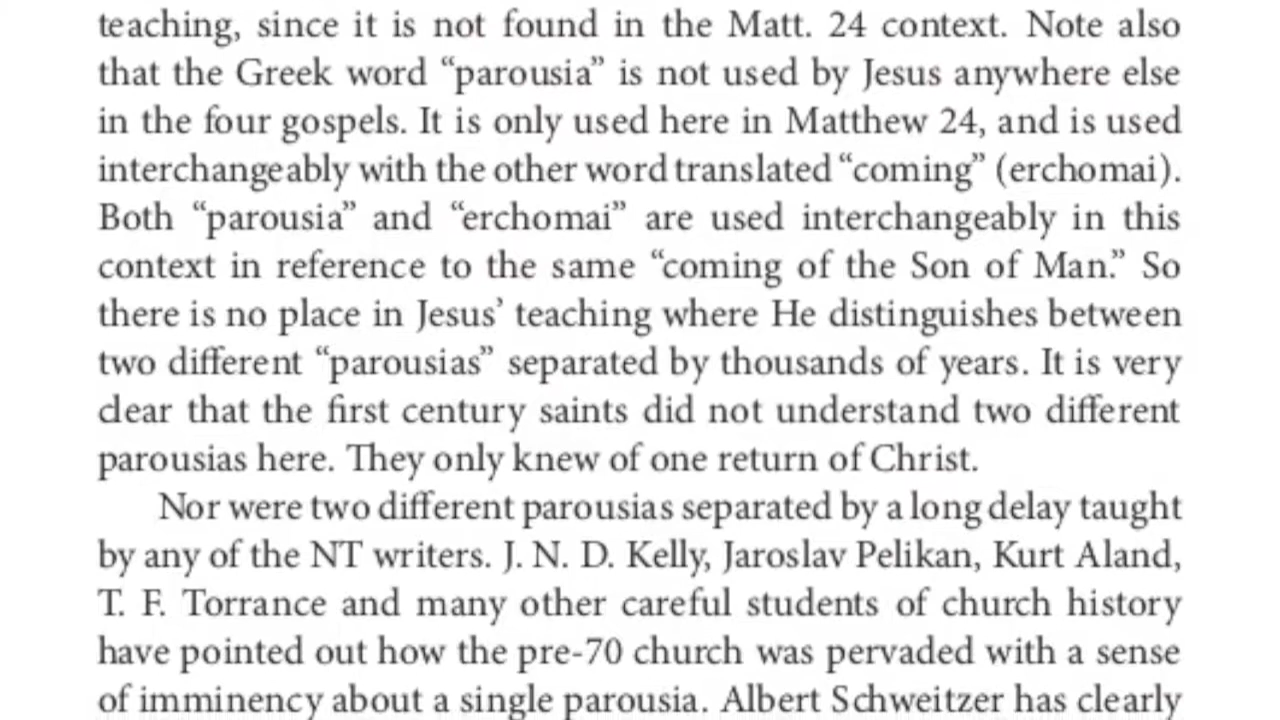 teaching, since it is not found in the Matt. 24 context. Note also
that the Greek word “parousia” is not used by Jesus anywhere else
in the four gospels. It is only used here in Matthew 24, and is used
interchangeably with the other word translated “coming” (erchomai).
Both “parousia” and “erchomai” are used interchangeably in this
context in reference to the same “coming of the Son of Man.” So
there is no place in Jesus’ teaching where He distinguishes between
two different “parousias” separated by thousands of years. It is very
clear that the first century saints did not understand two different
parousias here. They only knew of one return of Christ.
Nor were two different parousias separated by a long delay taught
by any of the NT writers. J. N. D. Kelly, Jaroslav Pelikan, Kurt Aland,
T. F. Torrance and many other careful students of church history
have pointed out how the pre-70 church was pervaded with a sense
of imminency about a single parousia. Albert Schweitzer has clearly